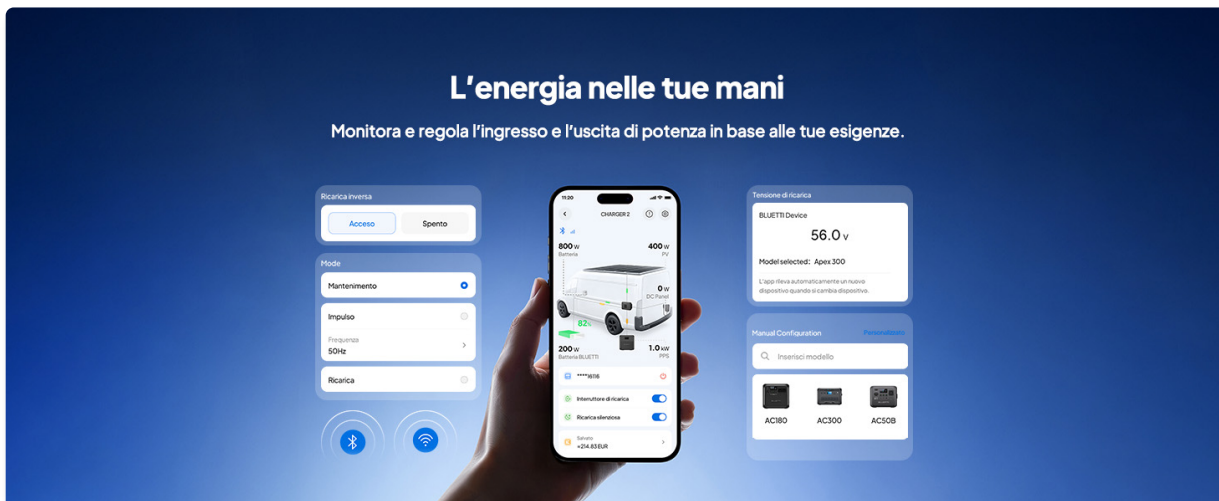 L'energia nelle tue mani
Monitora e regola l'ingresso e l'uscita di potenza in base alle tue esigenze.
Ricarica inversa
Acceso
Spento
Mode
Mantenimento
Impulso
Frequenza
50Hz
Ricarica
11:20
CHARGER 2
800 W
Batteria
400 W
PV
0 W
DC Panel
82%
200 W
Batteria BLUETTI
1.0 kW
PPS
****16116
Interruttore di ricarica
Ricarica silenziosa
Salvato
≈214.83 EUR
Tensione di ricarica
BLUETTI Device
56.0 V
Model selected: Apex 300
L'app rileva automaticamente un nuovo
dispositivo quando si cambia dispositivo.
Manual Configuration
Personalizzato
Inserisci modello
AC180
AC300
AC50B